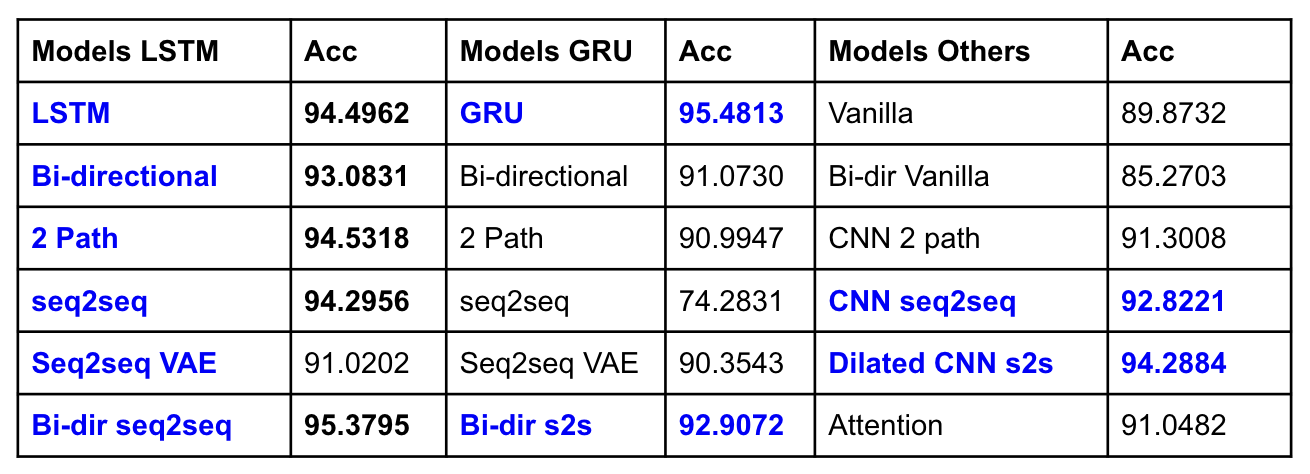 Models LSTM Acc Models GRU Acc Models Others Acc
LSTM 94.4962 GRU 95.4813 Vanilla 89.8732
Bi-directional 93.0831 Bi-directional 91.0730 Bi-dir Vanilla 85.2703
2 Path 94.5318 2 Path 90.9947 CNN 2 path 91.3008
seq2seq 94.2956 seq2seq 74.2831 CNN seq2seq 92.8221
Seq2seq VAE 91.0202 Seq2seq VAE 90.3543 Dilated CNN s2s 94.2884
Bi-dir seq2seq 95.3795 Bi-dir s2s 92.9072 Attention 91.0482